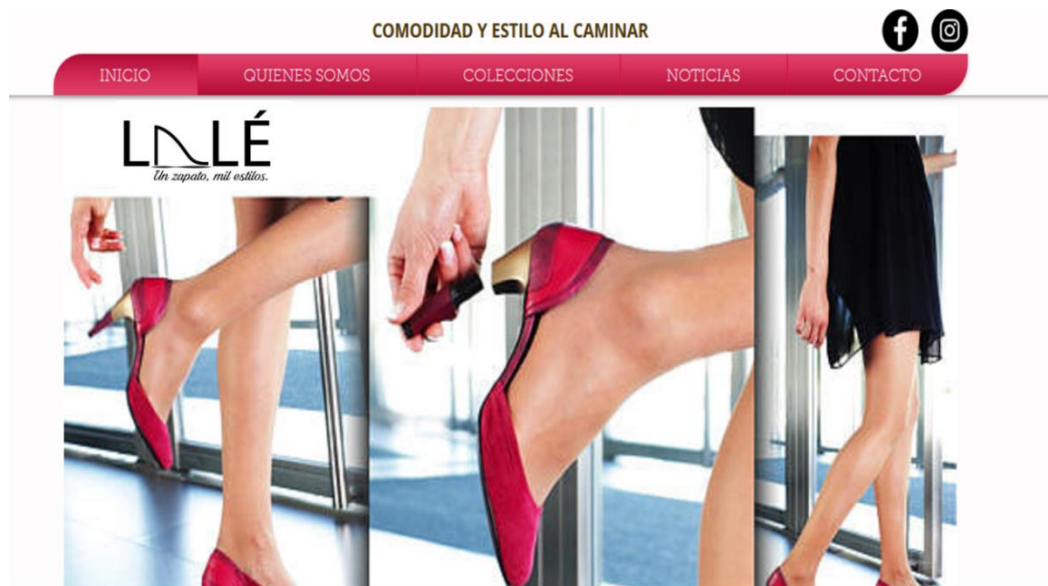 COMODIDAD Y ESTILO AL CAMINAR
INICIO QUIENES SOMOS COLECCIONES NOTICIAS CONTACTO
LALÉ
Un zapato, mil estilos.